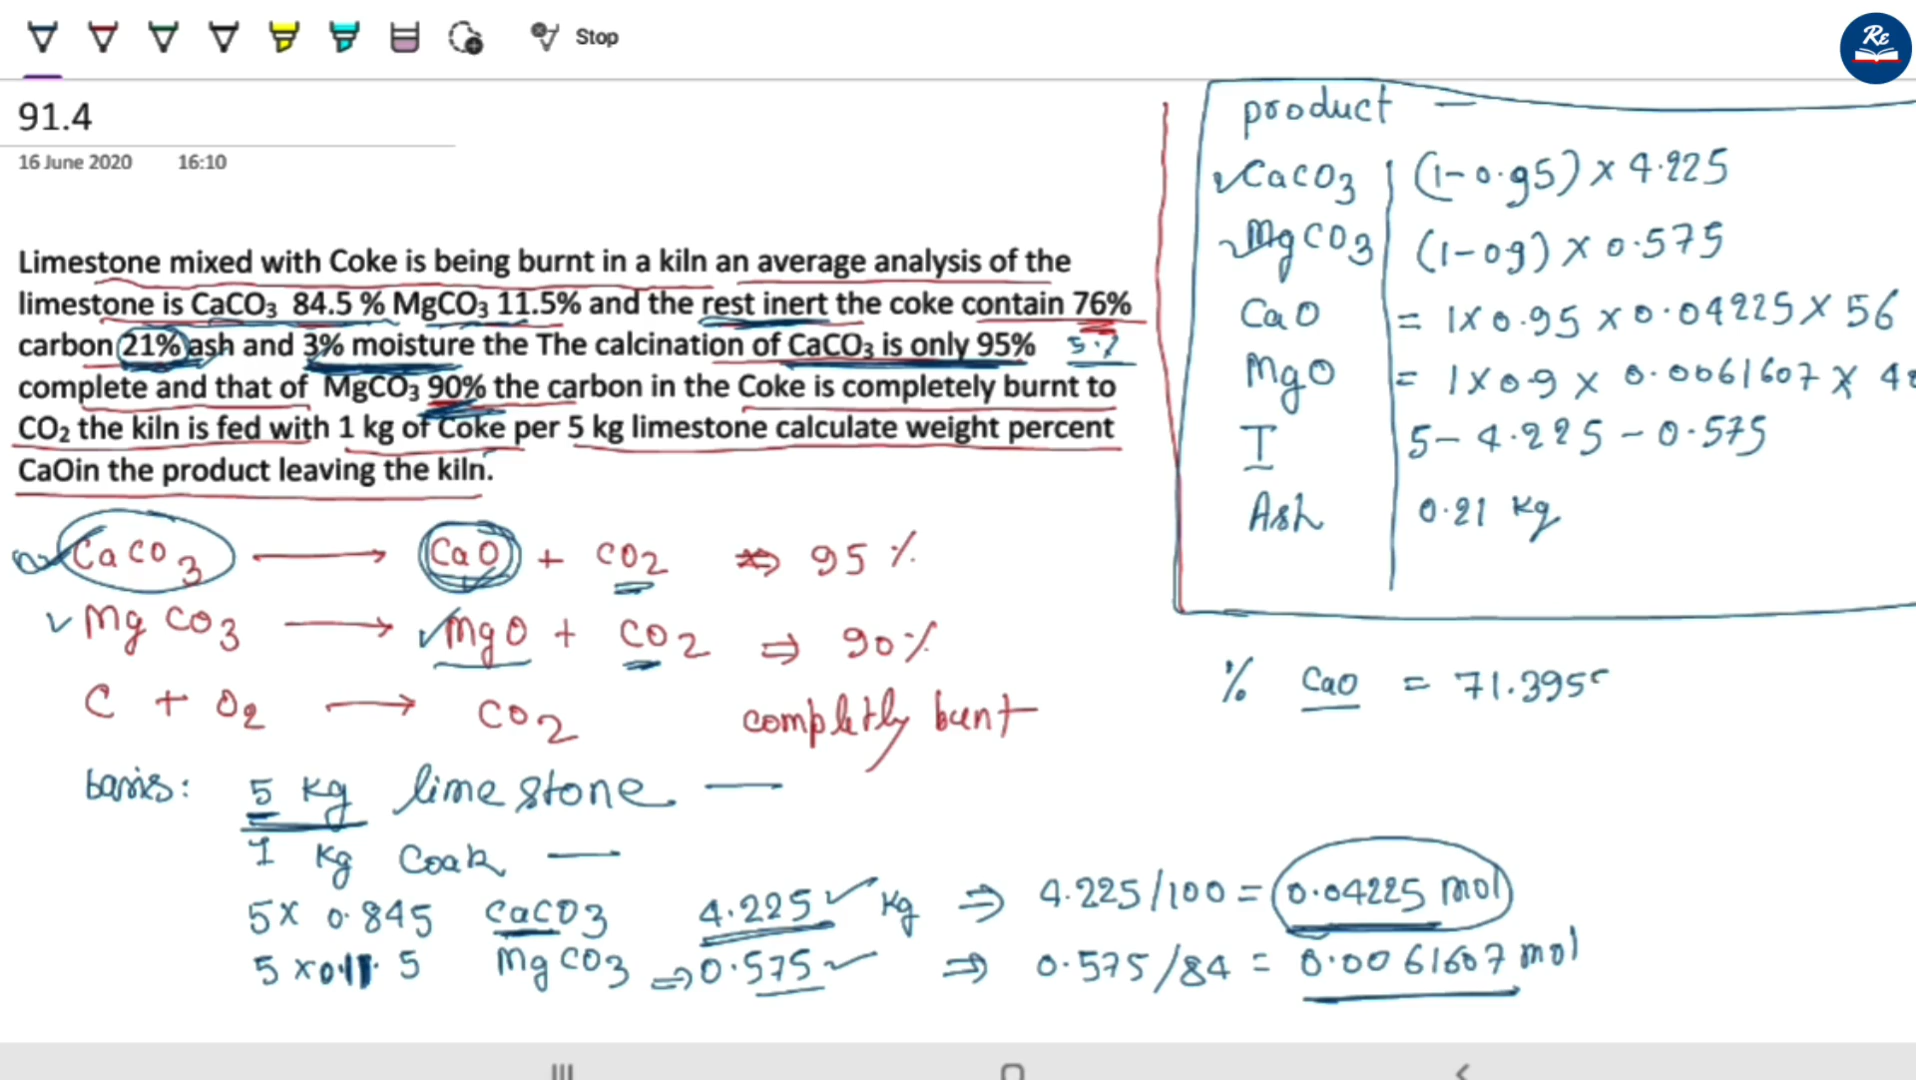 Stop
RE
91.4
16 June 2020 16:10
Limestone mixed with Coke is being burnt in a kiln an average analysis of the
limestone is CaCO₃ 84.5 % MgCO₃ 11.5% and the rest inert the coke contain 76%
carbon 21% ash and 3% moisture the The calcination of CaCO₃ is only 95% 5%
complete and that of MgCO₃ 90% the carbon in the Coke is completely burnt to
CO₂ the kiln is fed with 1 kg of Coke per 5 kg limestone calculate weight percent
CaOin the product leaving the kiln.
CaCO3 → CaO + CO2 ⇒ 95 %
MgCO3 → MgO + CO2 ⇒ 90%
C + O2 → CO2 completly burnt
basis: 5 kg limestone —
1 kg Coak —
5x 0.845 CaCO3 4.225 kg ⇒ 4.225/100 = 0.04225 mol
5 x 0.11.5 MgCO3 ⇒ 0.575 ⇒ 0.575/84 = 0.0061607 mol
product —
CaCO3 (1-0.95) x 4.225
MgCO3 (1-09) x 0.575
CaO = 1x0.95 x 0.04225 x 56
MgO = 1x0.9 x 0.0061607 x 4
I 5 - 4.225 - 0.575
Ash 0.21 kg
% CaO = 71.395